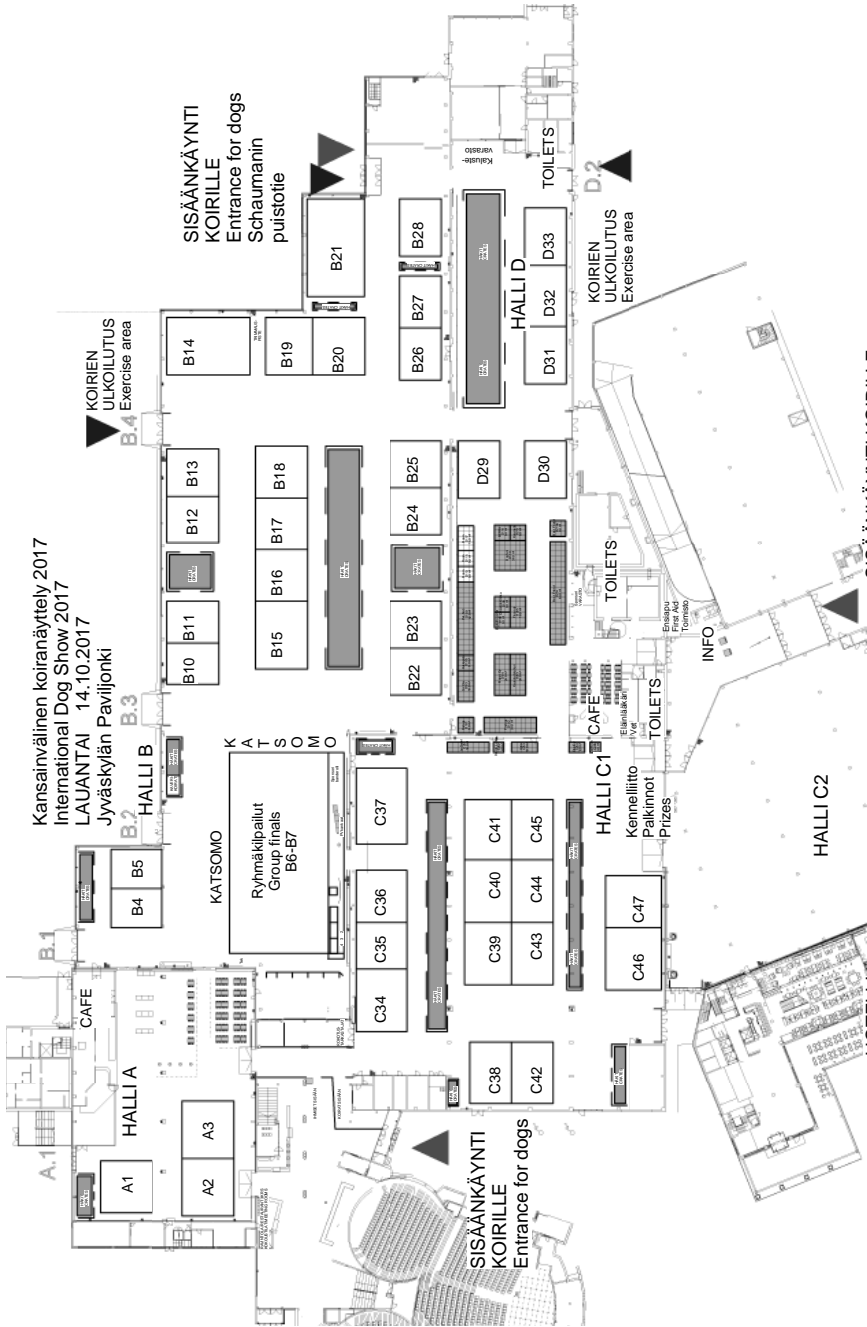 Kansainvälinen koiranäyttely 2017
International Dog Show 2017
LAUANTAI 14.10.2017
Jyväskylän Paviljonki
A.1
B.1
B.2
B.3
B.4
D.2
HALLI A
CAFE
A1
A2
A3
HALLI B
B4
B5
KATSOMO
KATSOMO
Ryhmäkilpailut
Group finals
B6-B7
B10
B11
B12
B13
B14
B15
B16
B17
B18
B19
B20
B21
B22
B23
B24
B25
B26
B27
B28
KOIRIEN
ULKOILUTUS
Exercise area
SISÄÄNKÄYNTI
KOIRILLE
Entrance for dogs
Schaumanin
puistotie
Kaluste-
varasto
TOILETS
HALLI D
D29
D30
D31
D32
D33
KOIRIEN
ULKOILUTUS
Exercise area
HALLI C1
C34
C35
C36
C37
C38
C39
C40
C41
C42
C43
C44
C45
C46
C47
CAFE
Eläinlääkäri
Vet
TOILETS
TOILETS
Ensiapu
First Aid
Toimisto
INFO
Kennelliitto
Palkinnot
Prizes
HALLI C2
SISÄÄNKÄYNTI
KOIRILLE
Entrance for dogs